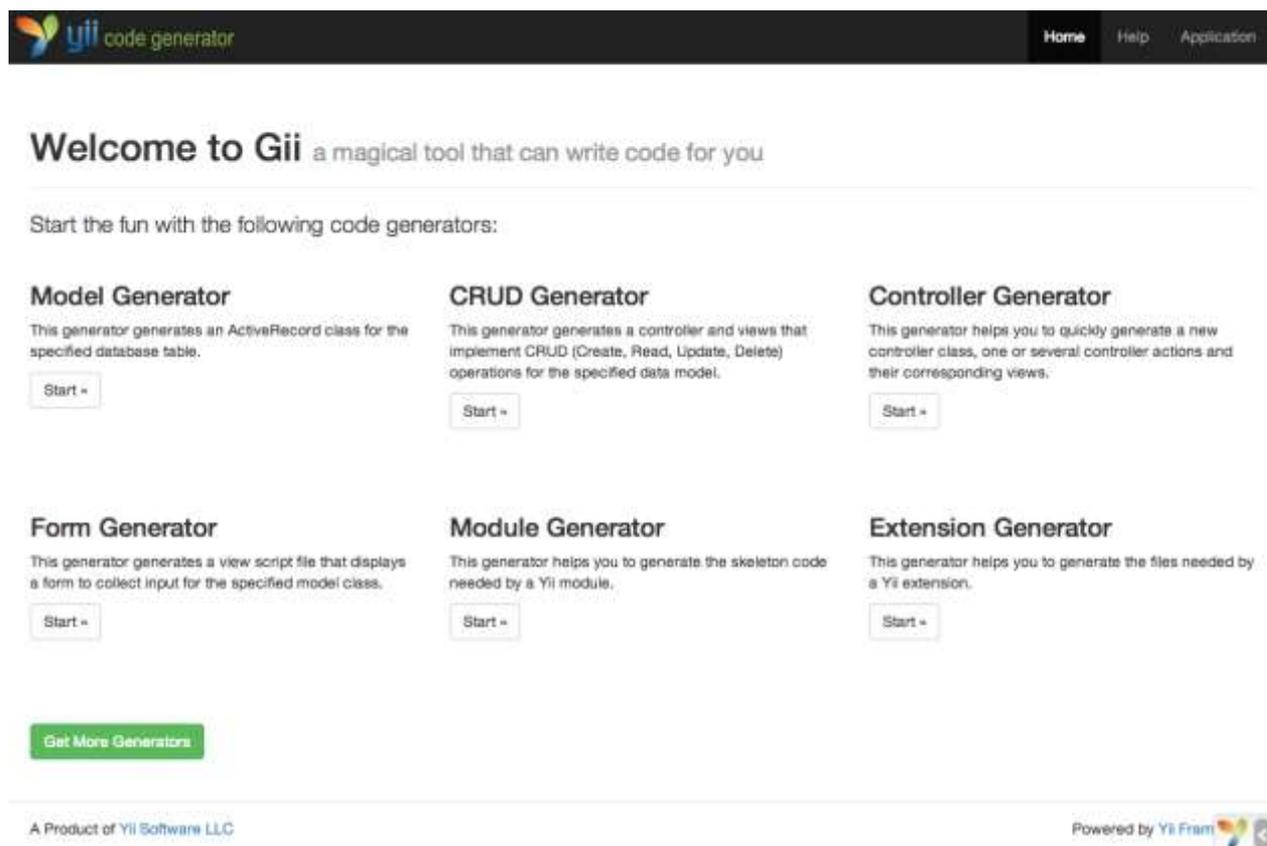 yii code generator
Home Help Application
Welcome to Gii a magical tool that can write code for you
Start the fun with the following code generators:
Model Generator
This generator generates an ActiveRecord class for the
specified database table.
Start »
CRUD Generator
This generator generates a controller and views that
implement CRUD (Create, Read, Update, Delete)
operations for the specified data model.
Start »
Controller Generator
This generator helps you to quickly generate a new
controller class, one or several controller actions and
their corresponding views.
Start »
Form Generator
This generator generates a view script file that displays
a form to collect input for the specified model class.
Start »
Module Generator
This generator helps you to generate the skeleton code
needed by a Yii module.
Start »
Extension Generator
This generator helps you to generate the files needed by
a Yii extension.
Start »
Get More Generators
A Product of Yii Software LLC
Powered by Yii Fram